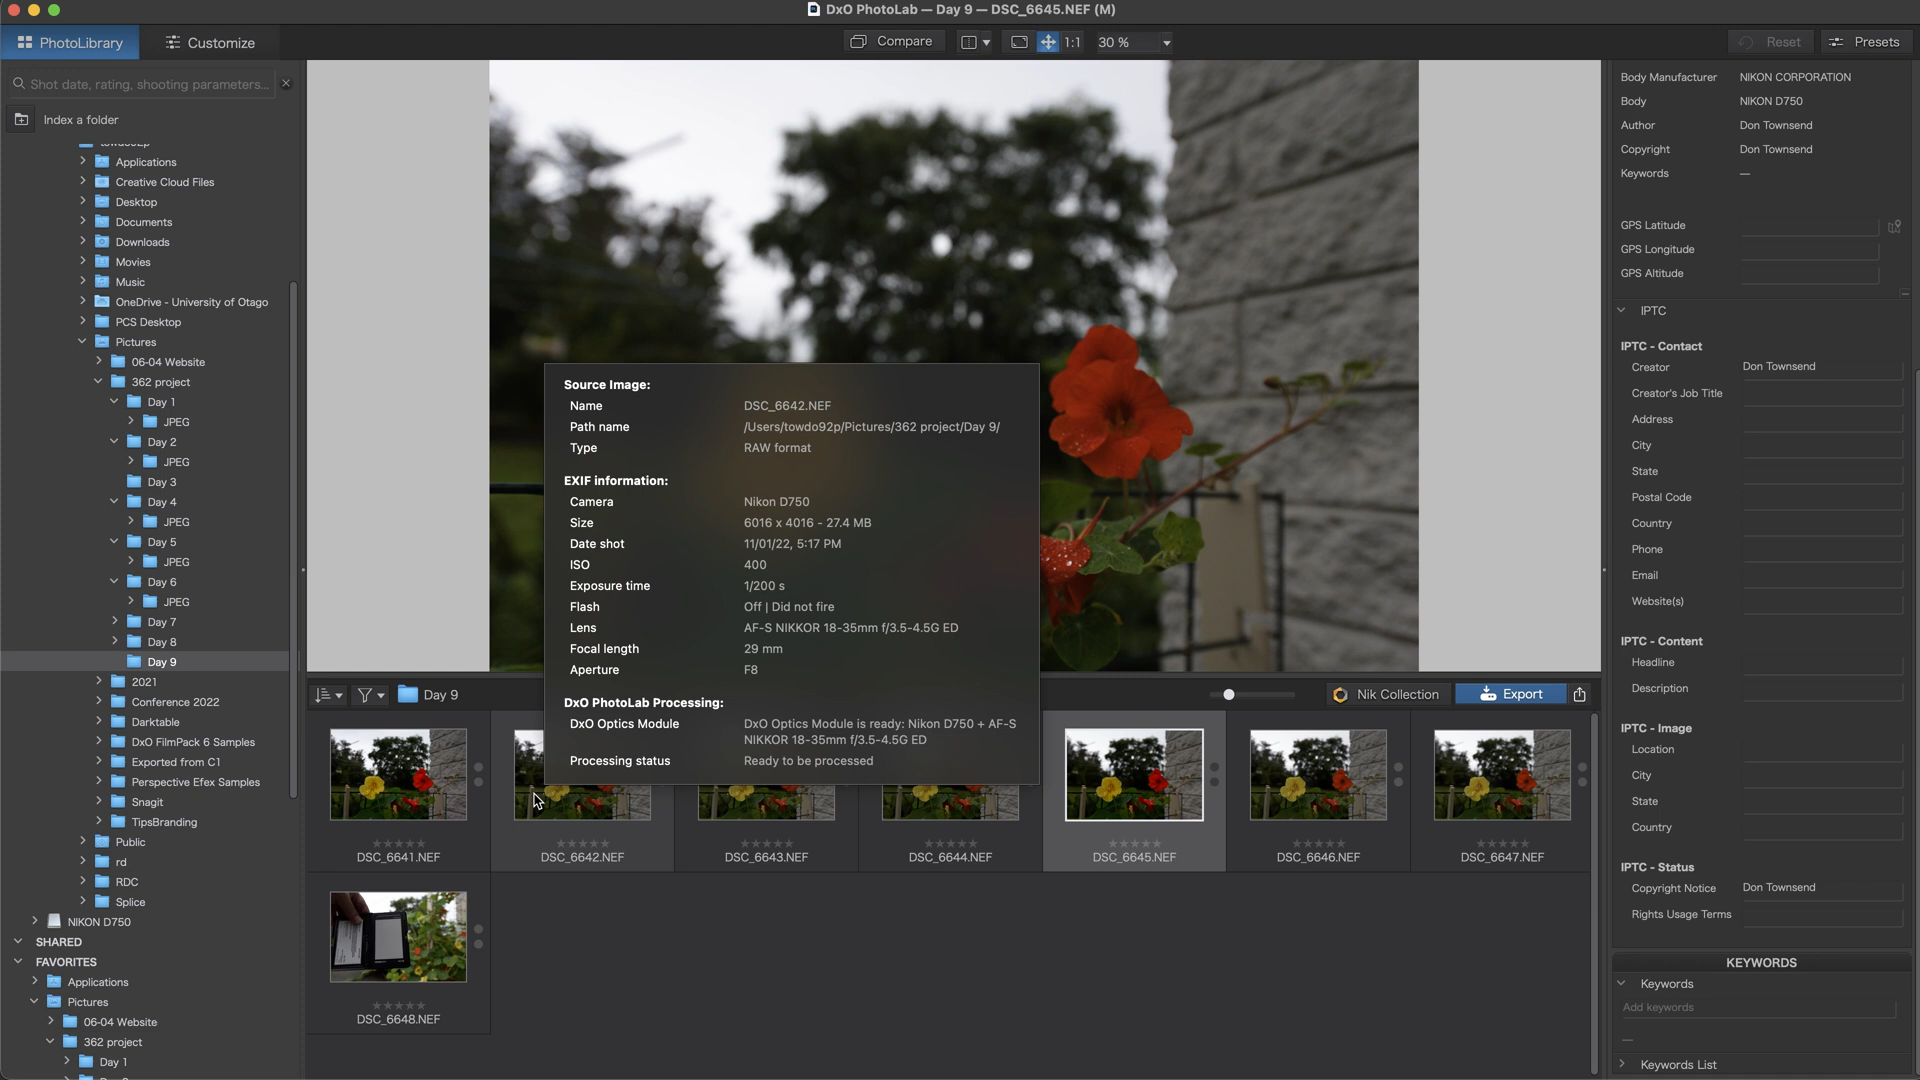 DxO PhotoLab — Day 9 — DSC_6645.NEF (M)
PhotoLibrary
Customize
Compare
1:1
30 %
Reset
Presets
Shot date, rating, shooting parameters...
Index a folder
Applications
Creative Cloud Files
Desktop
Documents
Downloads
Movies
Music
OneDrive - University of Otago
PCS Desktop
Pictures
06-04 Website
362 project
Day 1
JPEG
Day 2
JPEG
Day 3
Day 4
JPEG
Day 5
JPEG
Day 6
JPEG
Day 7
Day 8
Day 9
2021
Conference 2022
Darktable
DxO FilmPack 6 Samples
Exported from C1
Perspective Efex Samples
Snagit
TipsBranding
Public
rd
RDC
Splice
NIKON D750
SHARED
FAVORITES
Applications
Pictures
06-04 Website
362 project
Day 1
Source Image:
Name DSC_6642.NEF
Path name /Users/towdo92p/Pictures/362 project/Day 9/
Type RAW format
EXIF information:
Camera Nikon D750
Size 6016 x 4016 - 27.4 MB
Date shot 11/01/22, 5:17 PM
ISO 400
Exposure time 1/200 s
Flash Off | Did not fire
Lens AF-S NIKKOR 18-35mm f/3.5-4.5G ED
Focal length 29 mm
Aperture F8
DxO PhotoLab Processing:
DxO Optics Module DxO Optics Module is ready: Nikon D750 + AF-S
NIKKOR 18-35mm f/3.5-4.5G ED
Processing status Ready to be processed
Day 9
Nik Collection
Export
DSC_6641.NEF
DSC_6642.NEF
DSC_6643.NEF
DSC_6644.NEF
DSC_6645.NEF
DSC_6646.NEF
DSC_6647.NEF
DSC_6648.NEF
Body Manufacturer NIKON CORPORATION
Body NIKON D750
Author Don Townsend
Copyright Don Townsend
Keywords —
GPS Latitude
GPS Longitude
GPS Altitude
IPTC
IPTC - Contact
Creator Don Townsend
Creator's Job Title
Address
City
State
Postal Code
Country
Phone
Email
Website(s)
IPTC - Content
Headline
Description
IPTC - Image
Location
City
State
Country
IPTC - Status
Copyright Notice Don Townsend
Rights Usage Terms
KEYWORDS
Keywords
Add keywords
—
Keywords List